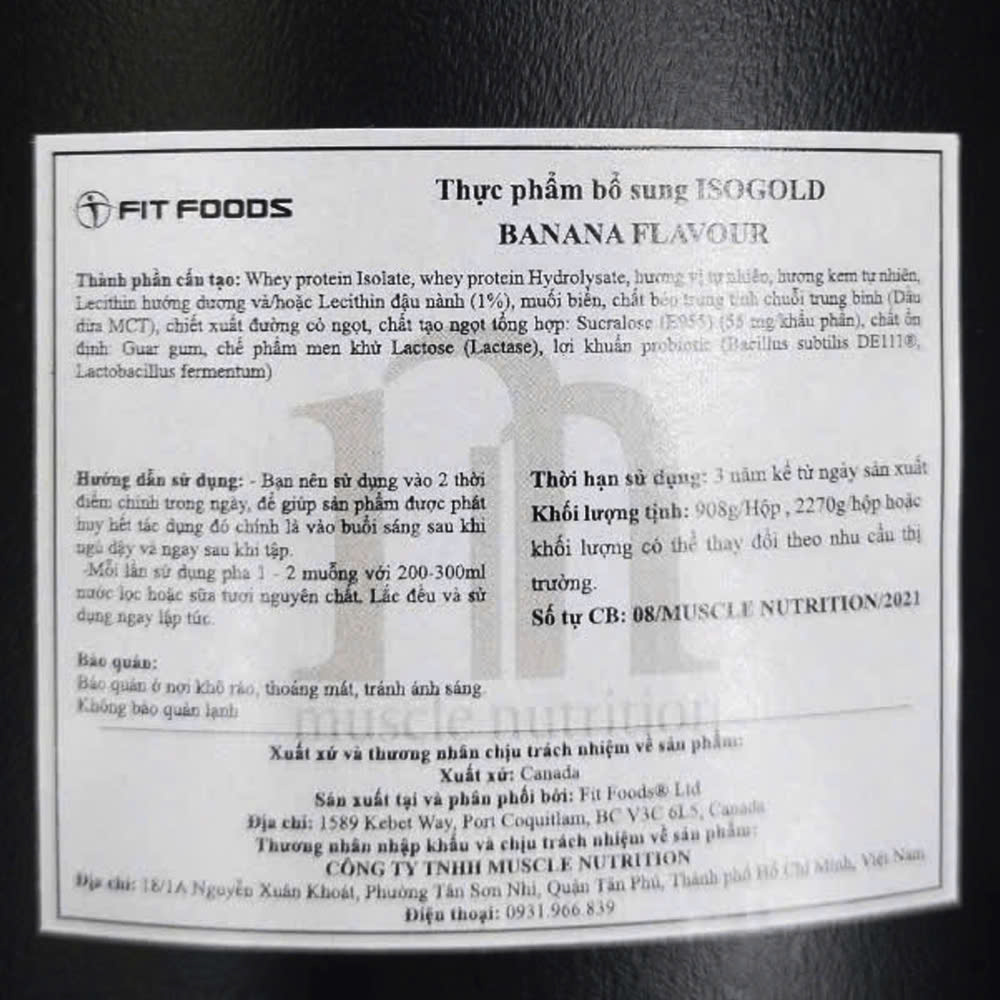 FIT FOODS
Thực phẩm bổ sung ISOGOLD
BANANA FLAVOUR
Thành phần cấu tạo: Whey protein Isolate, whey protein Hydrolysate, hương vị tự nhiên, hương kem tự nhiên,
Lecithin hướng dương và/hoặc Lecithin đậu nành (1%), muối biển, chất béo trung tính chuỗi trung bình (Dầu
dừa MCT), chiết xuất đường cỏ ngọt, chất tạo ngọt tổng hợp: Sucralose (E955) (55 mg/khẩu phần), chất ổn
định: Guar gum, chế phẩm men khử Lactose (Lactase), lợi khuẩn probiotic (Bacillus subtilis DE111®,
Lactobacillus fermentum)
Hướng dẫn sử dụng: - Bạn nên sử dụng vào 2 thời
điểm chính trong ngày, để giúp sản phẩm được phát
huy hết tác dụng đó chính là vào buổi sáng sau khi
ngủ dậy và ngay sau khi tập.
-Mỗi lần sử dụng pha 1 - 2 muỗng với 200-300ml
nước lọc hoặc sữa tươi nguyên chất. Lắc đều và sử
dụng ngay lập túc.
Bảo quản:
Bảo quản ở nơi khô ráo, thoáng mát, tránh ánh sáng
Không bảo quản lạnh
Thời hạn sử dụng: 3 năm kể từ ngày sản xuất
Khối lượng tịnh: 908g/Hộp , 2270g/hộp hoặc
khối lượng có thể thay đổi theo nhu cầu thị
trường.
Số tự CB: 08/MUSCLE NUTRITION/2021
muscle nutrition
Xuất xứ và thương nhân chịu trách nhiệm về sản phẩm:
Xuất xứ: Canada
Sản xuất tại và phân phối bởi: Fit Foods® Ltd
Địa chỉ: 1589 Kebet Way, Port Coquitlam, BC V3C 6L5, Canada
Thương nhân nhập khẩu và chịu trách nhiệm về sản phẩm:
CÔNG TY TNHH MUSCLE NUTRITION
Địa chỉ: 18/1A Nguyễn Xuân Khoát, Phường Tân Sơn Nhì, Quận Tân Phú, Thành phố Hồ Chí Minh, Việt Nam
Điện thoại: 0931.966.839